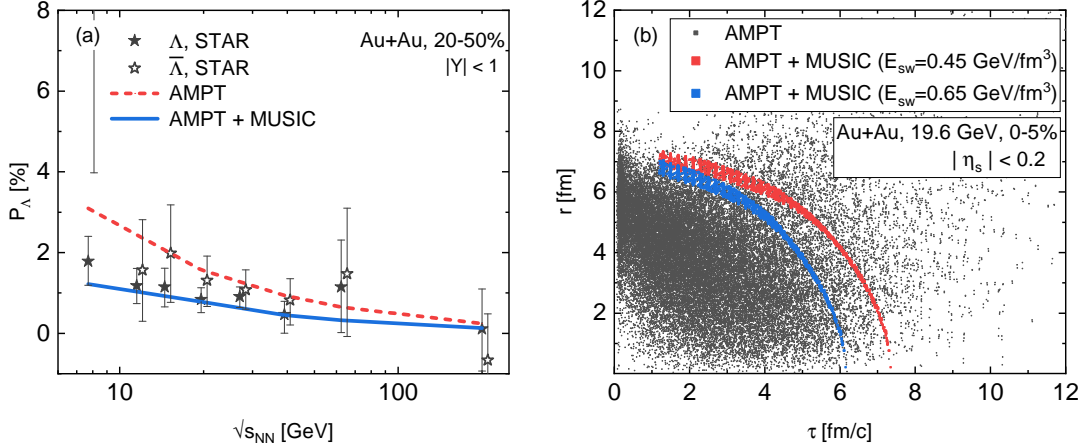 (a)
Λ, STAR
Λ̅, STAR
AMPT
AMPT + MUSIC
Au+Au, 20-50%
|Y| < 1
8
6
4
2
0
P_Λ [%]
10
100
√s_NN [GeV]
(b)
AMPT
AMPT + MUSIC (E_sw=0.45 GeV/fm³)
AMPT + MUSIC (E_sw=0.65 GeV/fm³)
Au+Au, 19.6 GeV, 0-5%
| η_s | < 0.2
12
10
8
6
4
2
r [fm]
0
2
4
6
8
10
12
τ [fm/c]